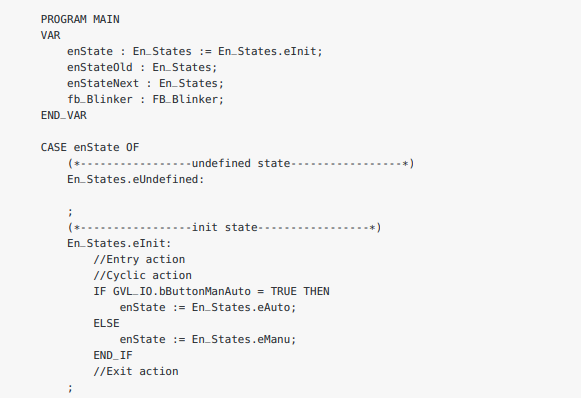 PROGRAM MAIN
VAR
    enState : En_States := En_States.eInit;
    enStateOld : En_States;
    enStateNext : En_States;
    fb_Blinker : FB_Blinker;
END_VAR

CASE enState OF
    (*-----------------undefined state-----------------*)
    En_States.eUndefined:

    ;
    (*-----------------init state-----------------*)
    En_States.eInit:
        //Entry action
        //Cyclic action
        IF GVL_IO.bButtonManAuto = TRUE THEN
            enState := En_States.eAuto;
        ELSE
            enState := En_States.eManu;
        END_IF
        //Exit action
    ;